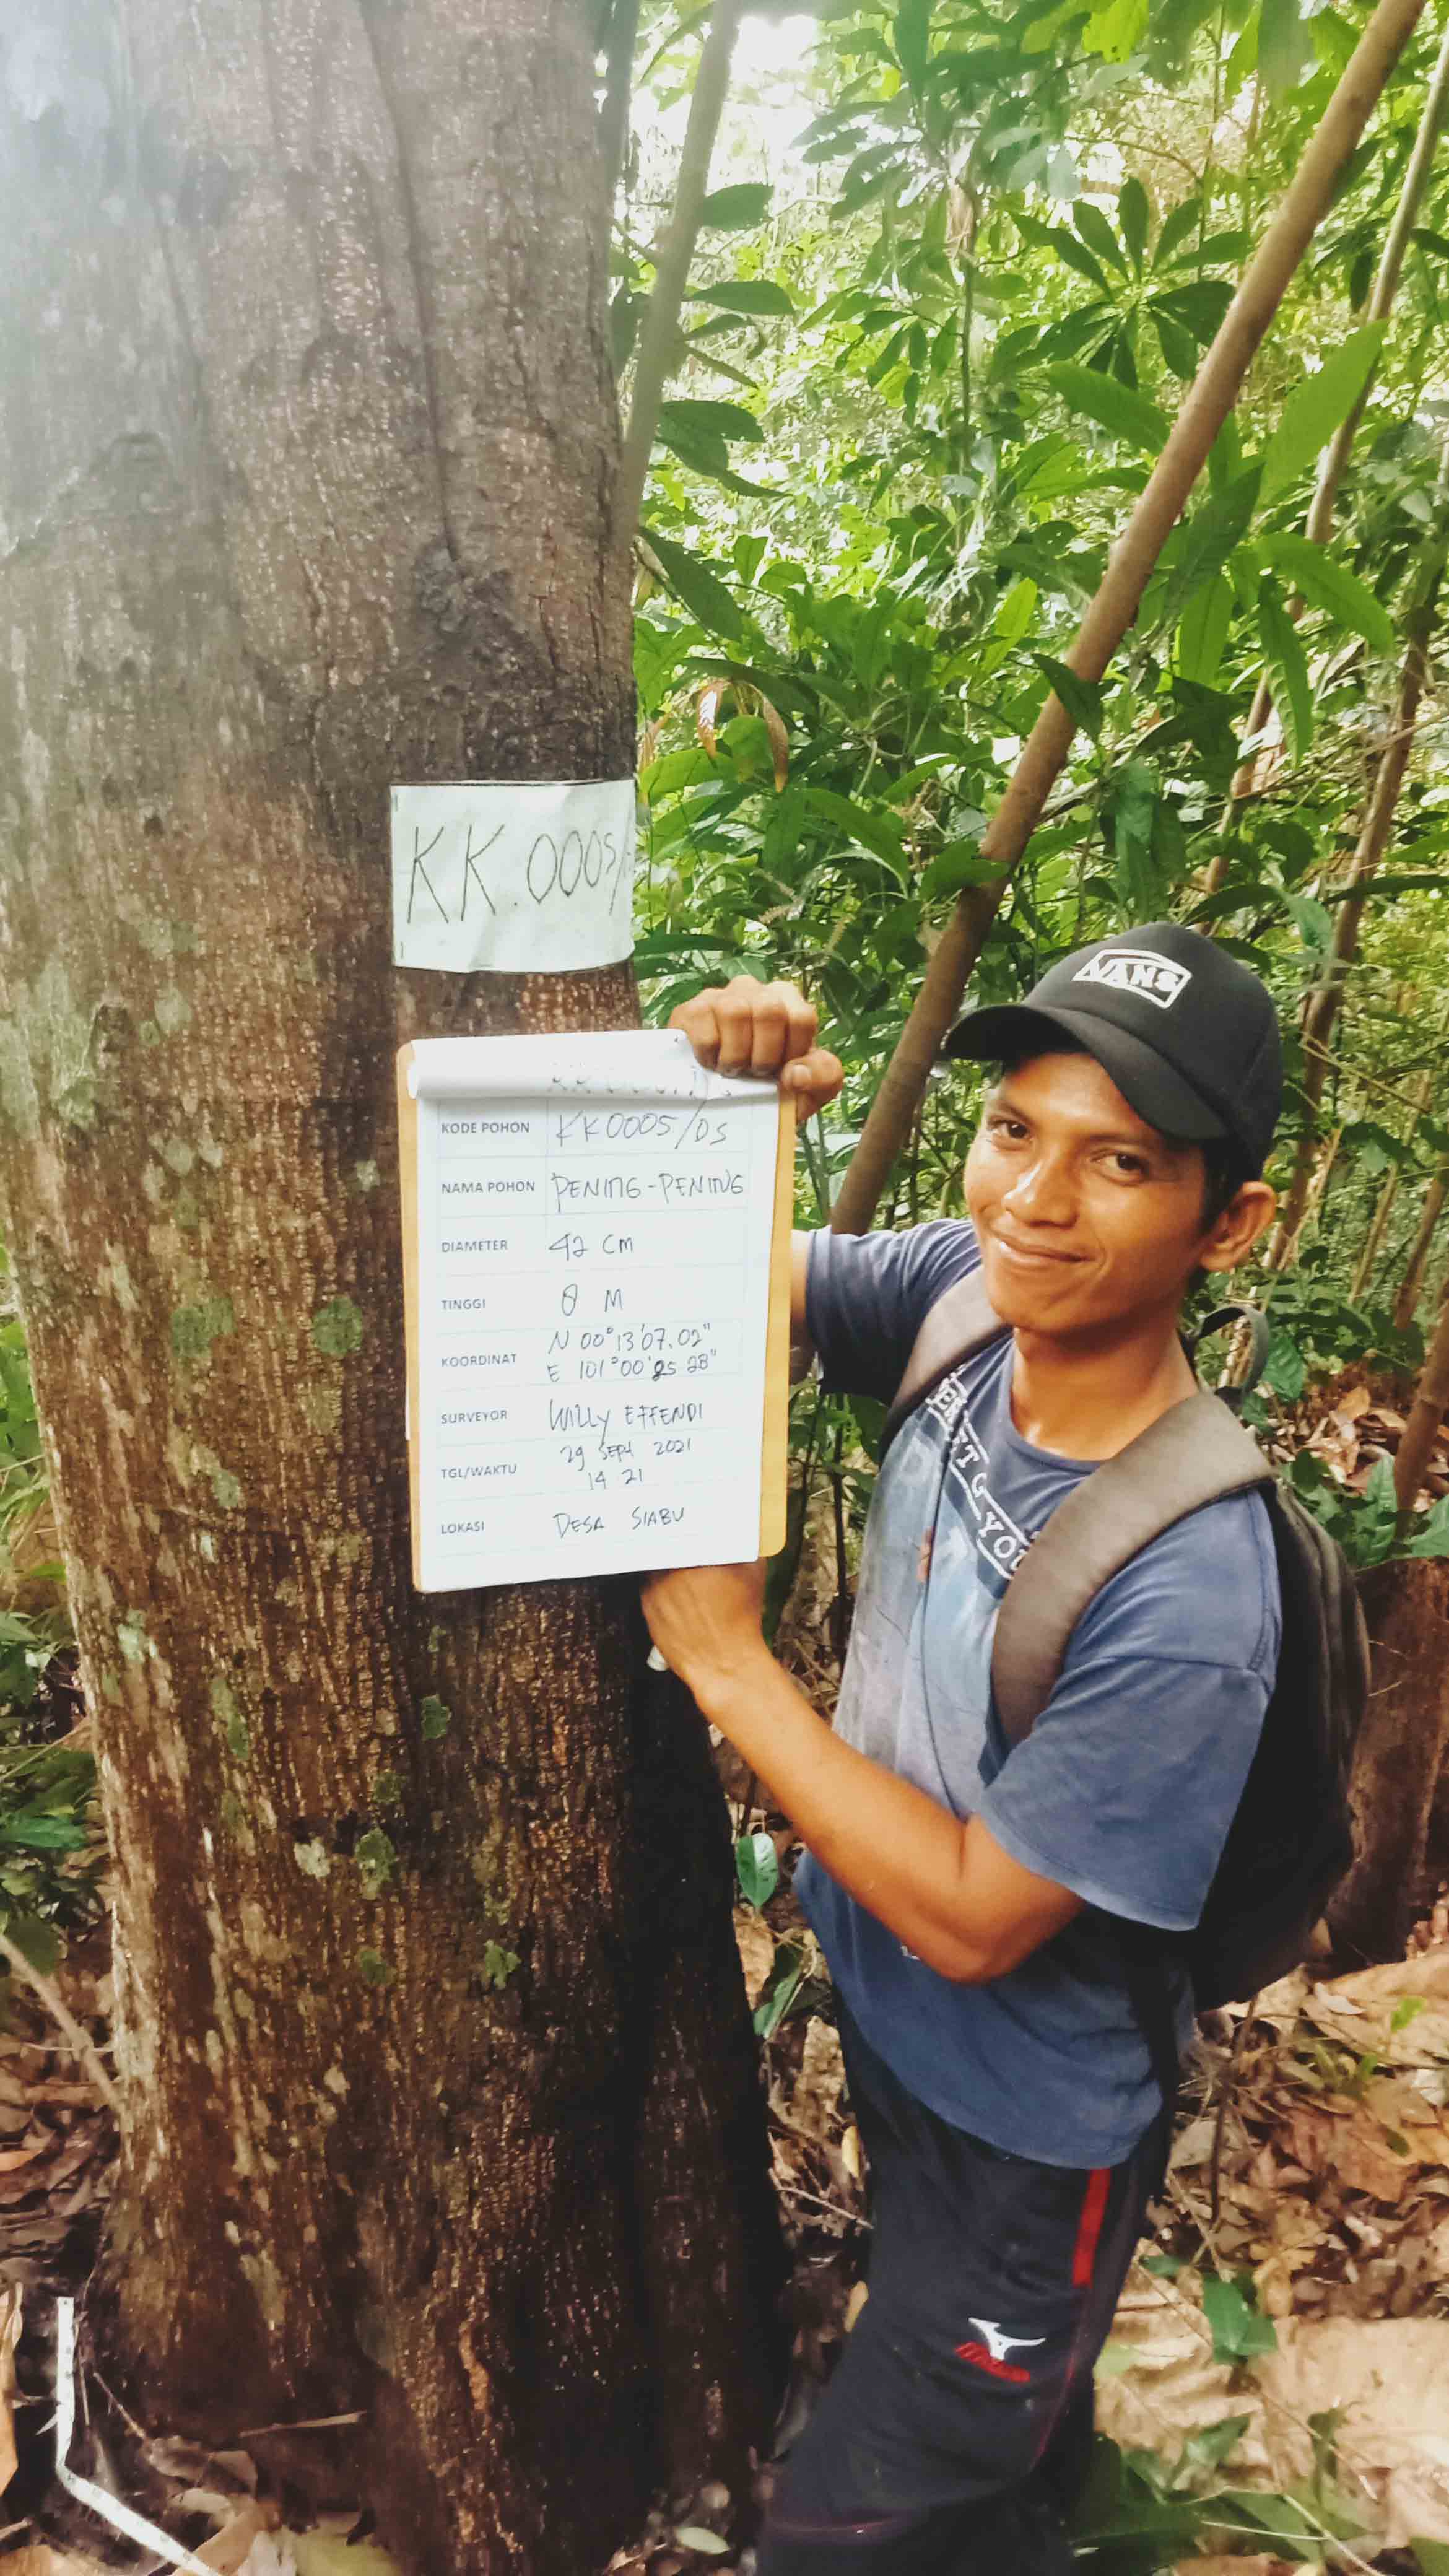 KK.0005/
KODE POHON KK0005/DS
NAMA POHON PENING-PENING
DIAMETER 42 CM
TINGGI 8 M
KOORDINAT N 00°13'07.02"
E 101°00'25.28"
SURVEYOR WILLY EFFENDI
TGL/WAKTU 29 SEPT 2021
14 21
LOKASI DESA SIABU
VANS
YOU